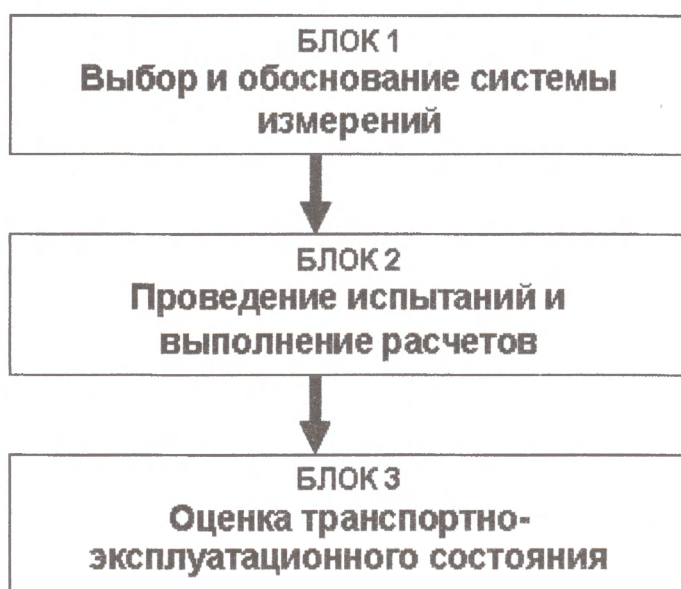 БЛОК 1
Выбор и обоснование системы
измерений
БЛОК 2
Проведение испытаний и
выполнение расчетов
БЛОК 3
Оценка транспортно-
эксплуатационного состояния